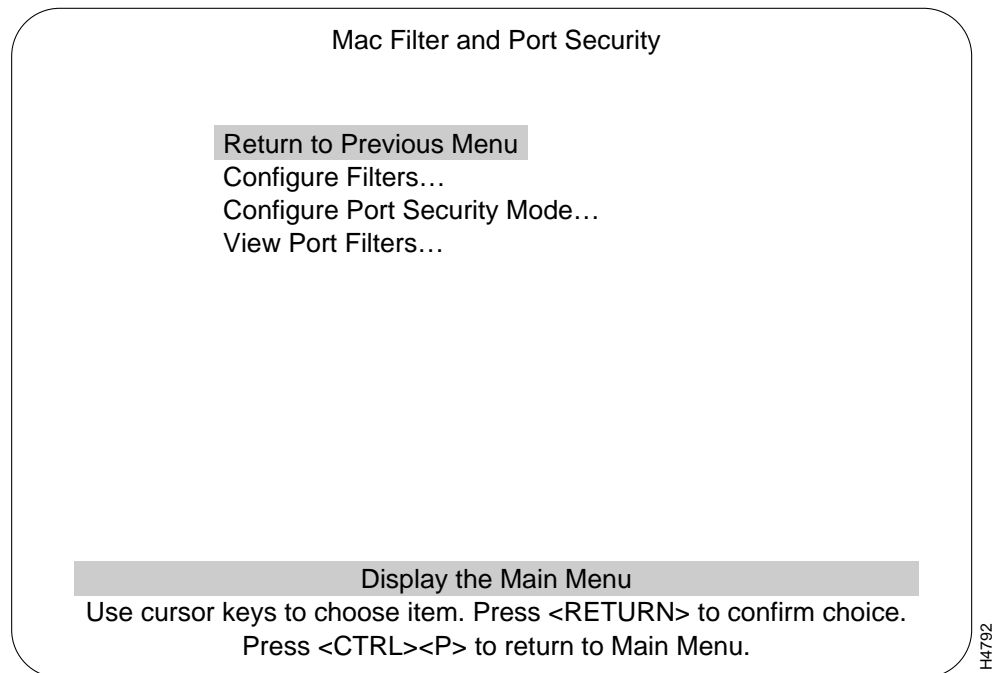 Mac Filter and Port Security
Return to Previous Menu
Configure Filters…
Configure Port Security Mode…
View Port Filters…
Display the Main Menu
Use cursor keys to choose item. Press <RETURN> to confirm choice.
Press <CTRL><P> to return to Main Menu.
H4792